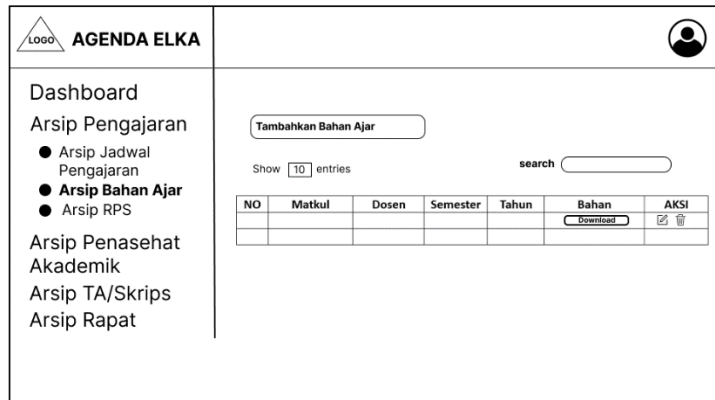 LOGO AGENDA ELKA
Dashboard
Arsip Pengajaran
Arsip Jadwal
Pengajaran
Arsip Bahan Ajar
Arsip RPS
Arsip Penasehat
Akademik
Arsip TA/Skrips
Arsip Rapat
Tambahkan Bahan Ajar
Show 10 entries search
NO Matkul Dosen Semester Tahun Bahan AKSI
Download